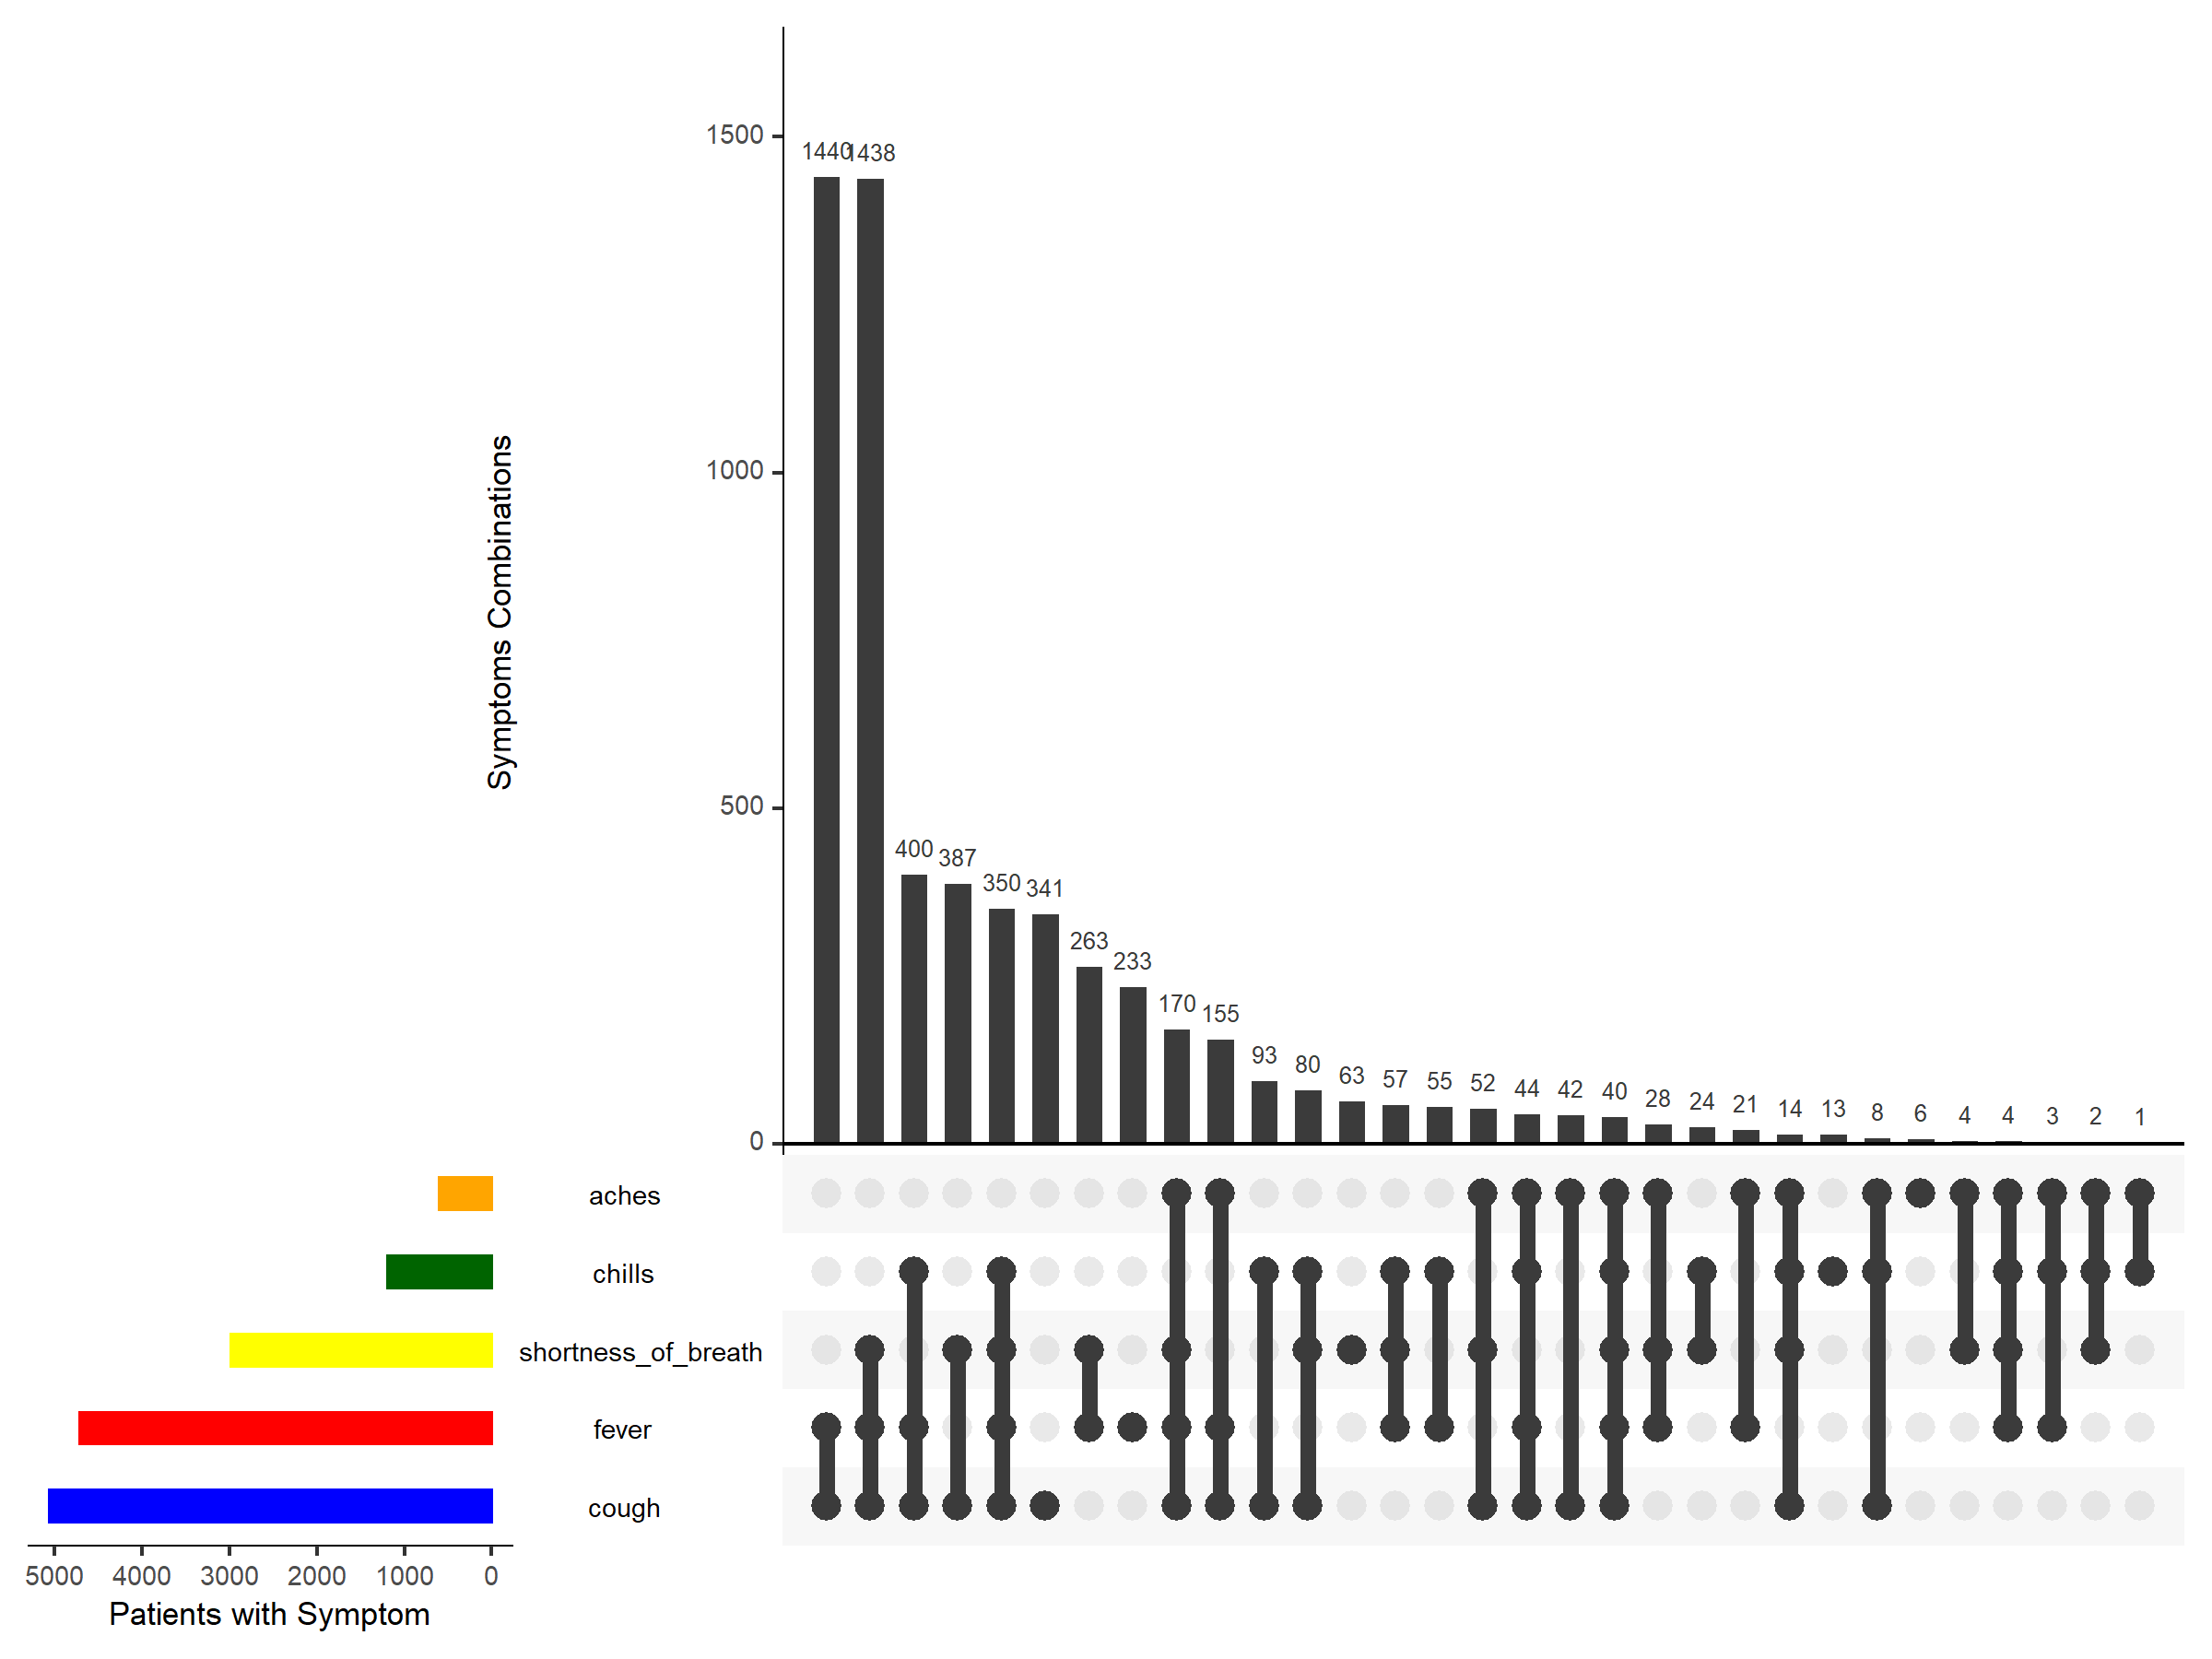 1500
1000
500
0
Symptoms Combinations
1440 1438 400 387 350 341 263 233 170 155 93 80 63 57 55 52 44 42 40 28 24 21 14 13 8 6 4 4 3 2 1
aches
chills
shortness_of_breath
fever
cough
5000 4000 3000 2000 1000 0
Patients with Symptom